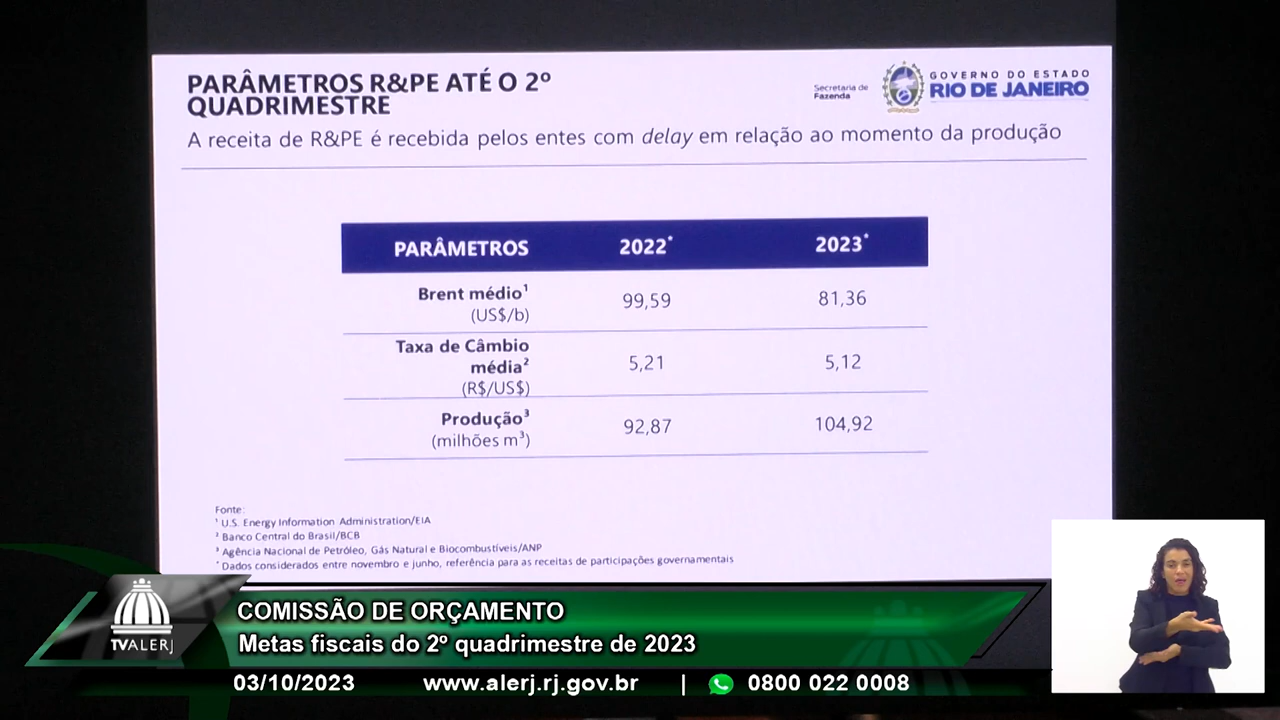 PARÂMETROS R&PE ATÉ O 2º
QUADRIMESTRE
Secretaria de
Fazenda
GOVERNO DO ESTADO
RIO DE JANEIRO
A receita de R&PE é recebida pelos entes com delay em relação ao momento da produção
PARÂMETROS 2022* 2023*
Brent médio¹
(US$/b)
99,59 81,36
Taxa de Câmbio
média²
(R$/US$)
5,21 5,12
Produção³
(milhões m³)
92,87 104,92
Fonte:
¹ U.S. Energy Information Administration/EIA
² Banco Central do Brasil/BCB
³ Agência Nacional de Petróleo, Gás Natural e Biocombustíveis/ANP
* Dados considerados entre novembro e junho, referência para as receitas de participações governamentais
TVALERJ
COMISSÃO DE ORÇAMENTO
Metas fiscais do 2º quadrimestre de 2023
03/10/2023 www.alerj.rj.gov.br | 0800 022 0008